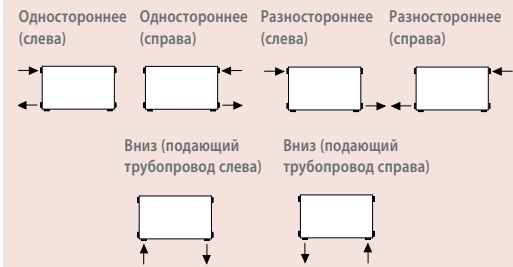 Одностороннее
(слева)
Одностороннее
(справа)
Разностороннее
(слева)
Разностороннее
(справа)
Вниз (подающий
трубопровод слева)
Вниз (подающий
трубопровод справа)